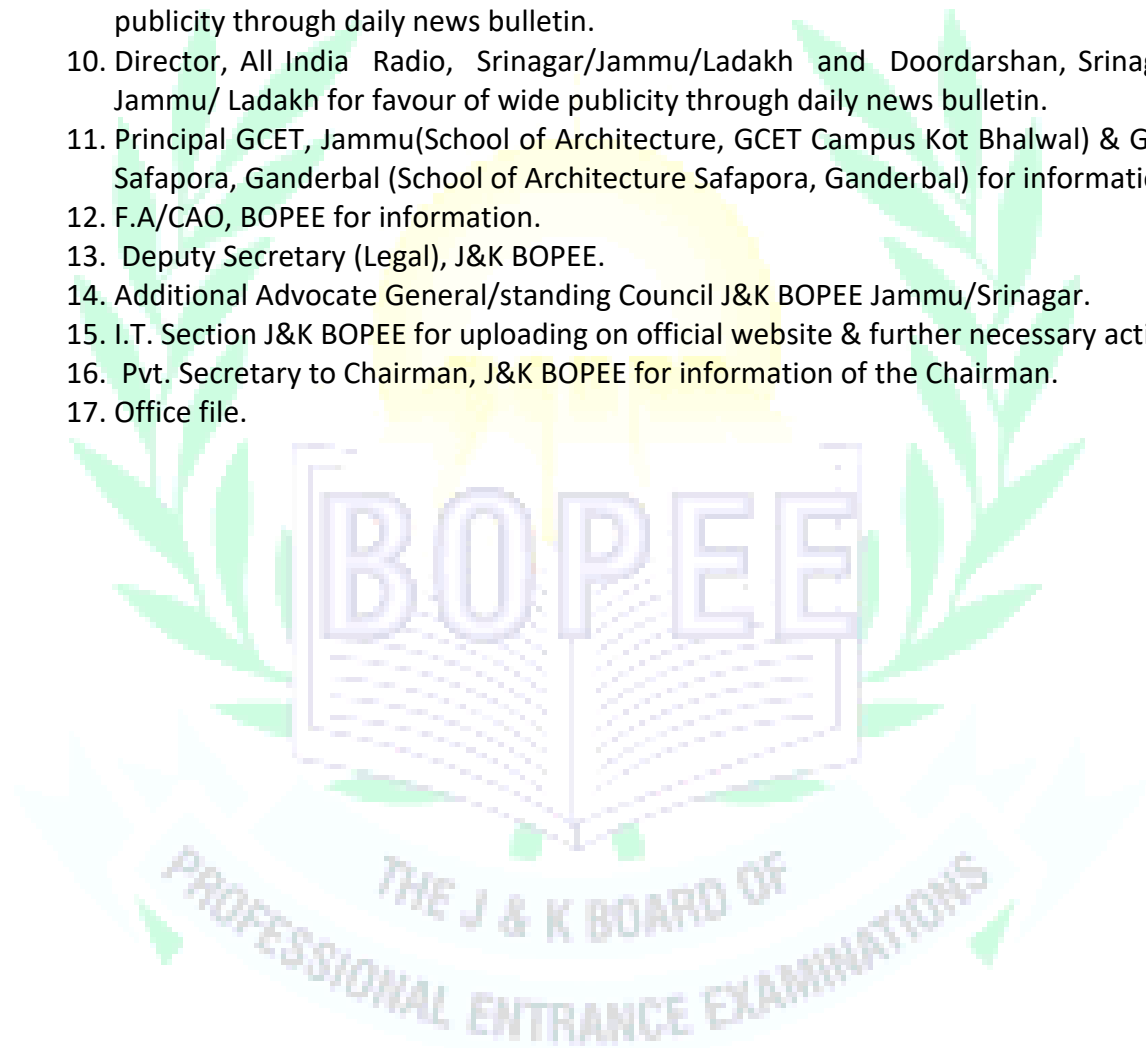 publicity through daily news bulletin.
10. Director, All India Radio, Srinagar/Jammu/Ladakh and Doordarshan, Srinag
Jammu/ Ladakh for favour of wide publicity through daily news bulletin.
11. Principal GCET, Jammu(School of Architecture, GCET Campus Kot Bhalwal) & G
Safapora, Ganderbal (School of Architecture Safapora, Ganderbal) for informati
12. F.A/CAO, BOPEE for information.
13. Deputy Secretary (Legal), J&K BOPEE.
14. Additional Advocate General/standing Council J&K BOPEE Jammu/Srinagar.
15. I.T. Section J&K BOPEE for uploading on official website & further necessary acti
16. Pvt. Secretary to Chairman, J&K BOPEE for information of the Chairman.
17. Office file.
BOPEE
THE J & K BOARD OF
PROFESSIONAL ENTRANCE EXAMINATIONS